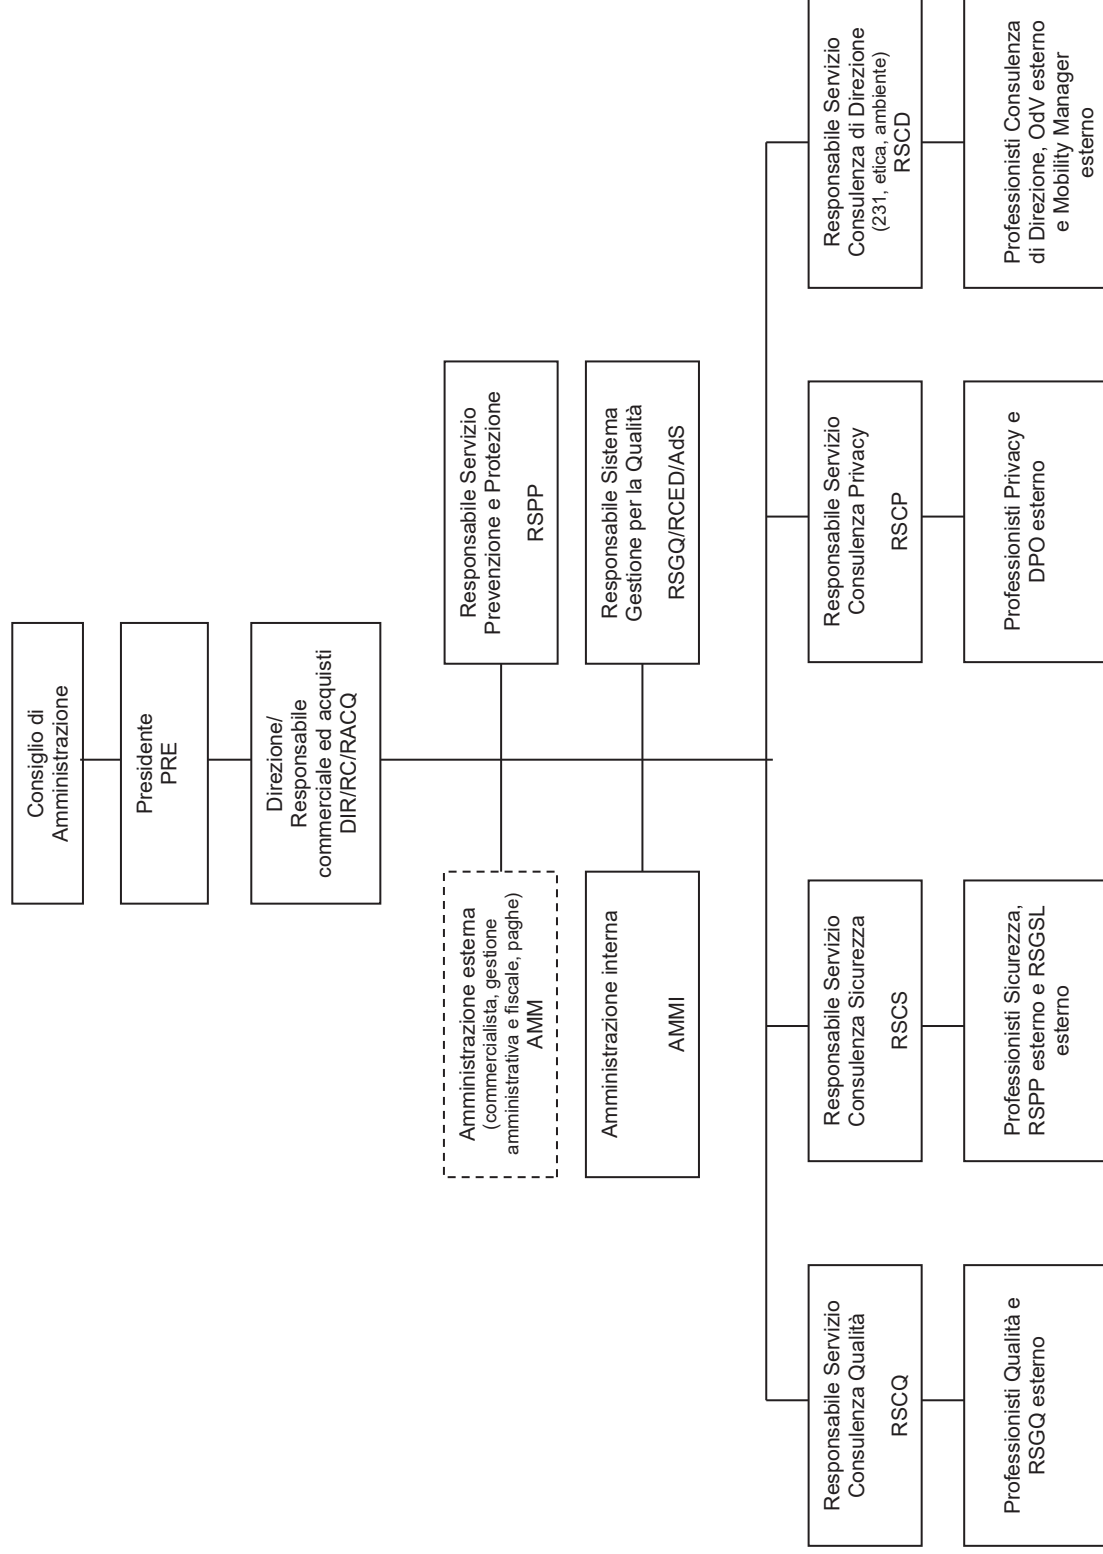 Consiglio di
Amministrazione
Presidente
PRE
Direzione/
Responsabile
commerciale ed acquisti
DIR/RC/RACQ
Amministrazione esterna
(commercialista, gestione
amministrativa e fiscale, paghe)
AMM
Responsabile Servizio
Prevenzione e Protezione
RSPP
Amministrazione interna
AMMI
Responsabile Sistema
Gestione per la Qualità
RSGQ/RCED/AdS
Responsabile Servizio
Consulenza Qualità
RSCQ
Responsabile Servizio
Consulenza Sicurezza
RSCS
Responsabile Servizio
Consulenza Privacy
RSCP
Responsabile Servizio
Consulenza di Direzione
(231, etica, ambiente)
RSCD
Professionisti Qualità e
RSGQ esterno
Professionisti Sicurezza,
RSPP esterno e RSGSL
esterno
Professionisti Privacy e
DPO esterno
Professionisti Consulenza
di Direzione, OdV esterno
e Mobility Manager
esterno